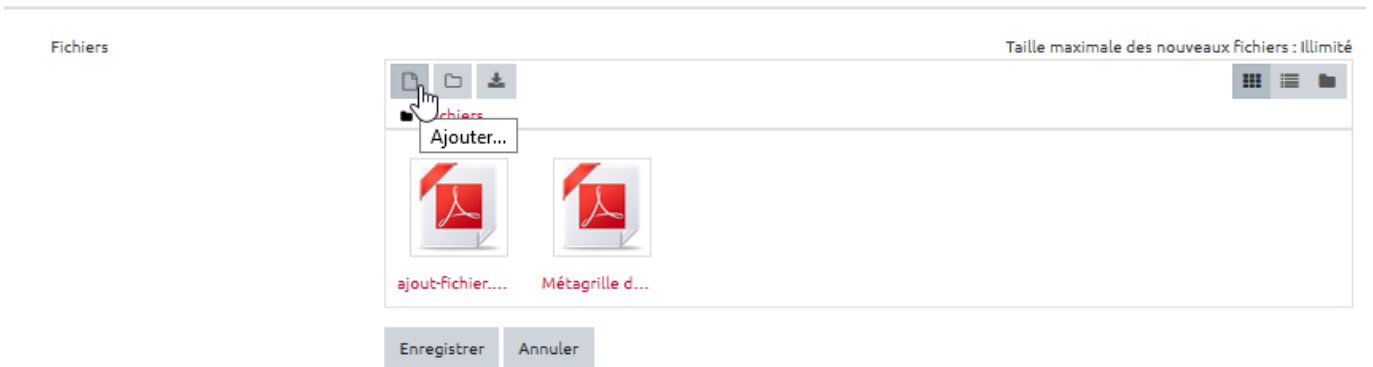 Fichiers
Taille maximale des nouveaux fichiers : Illimité
Ajouter...
ajout-fichier....
Métagrille d...
Enregistrer
Annuler